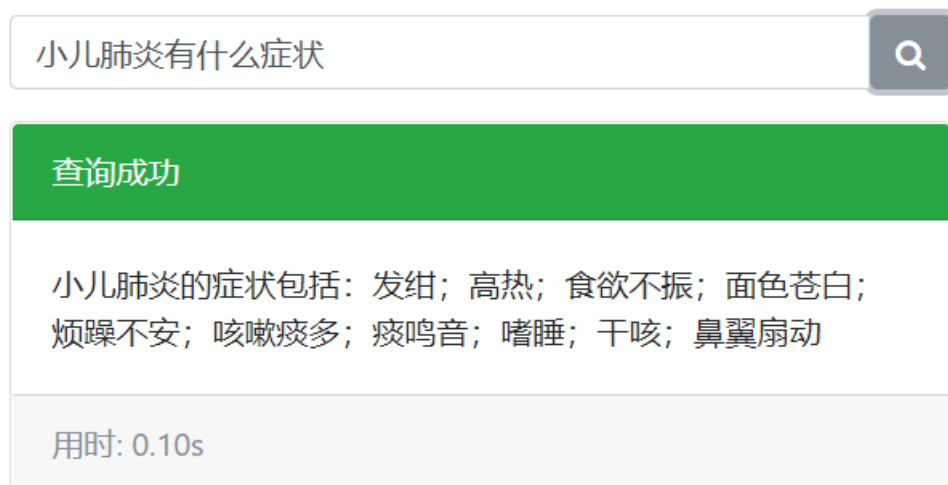 小儿肺炎有什么症状
查询成功
小儿肺炎的症状包括：发绀；高热；食欲不振；面色苍白；
烦躁不安；咳嗽痰多；痰鸣音；嗜睡；干咳；鼻翼扇动
用时: 0.10s